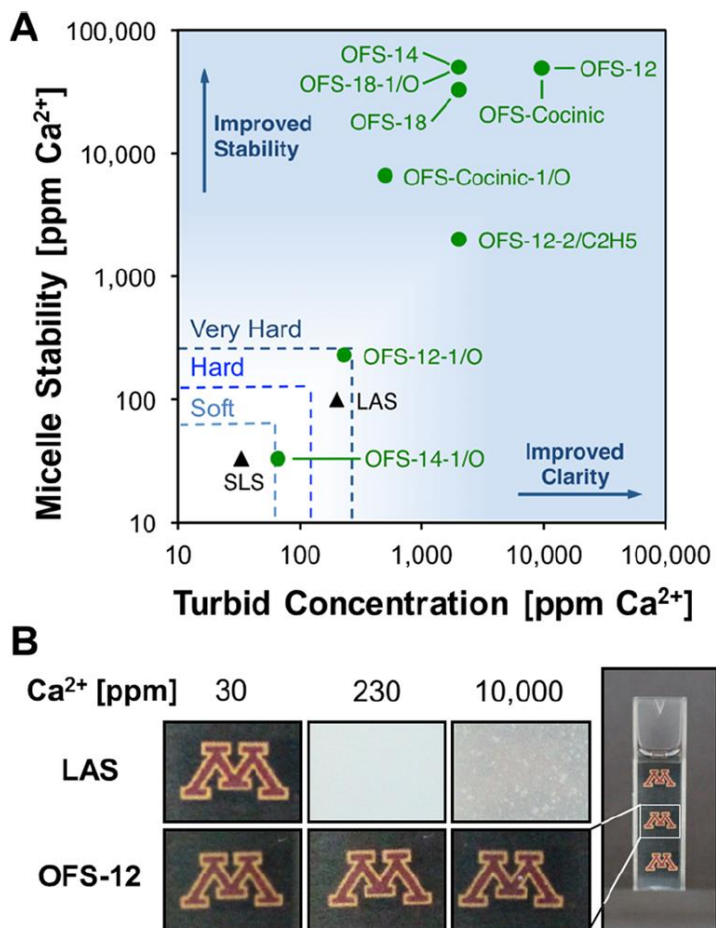 A
100,000
10,000
1,000
100
10
Micelle Stability [ppm Ca²⁺]
Improved
Stability
OFS-14
OFS-18-1/O
OFS-18
OFS-12
OFS-Cocinic
OFS-Cocinic-1/O
OFS-12-2/C2H5
Very Hard
OFS-12-1/O
Hard
LAS
Soft
OFS-14-1/O
SLS
Improved
Clarity
10 100 1,000 10,000 100,000
Turbid Concentration [ppm Ca²⁺]
B
Ca²⁺ [ppm] 30 230 10,000
LAS
M
OFS-12
M M M
M
M
M